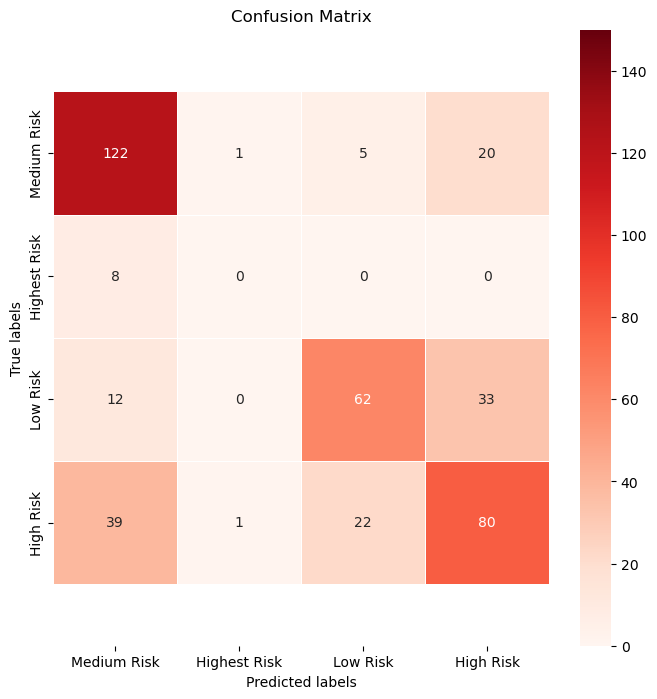 Confusion Matrix
Medium Risk
122 1 5 20
Highest Risk
8 0 0 0
Low Risk
12 0 62 33
High Risk
39 1 22 80
True labels
Medium Risk Highest Risk Low Risk High Risk
Predicted labels
140
120
100
80
60
40
20
0